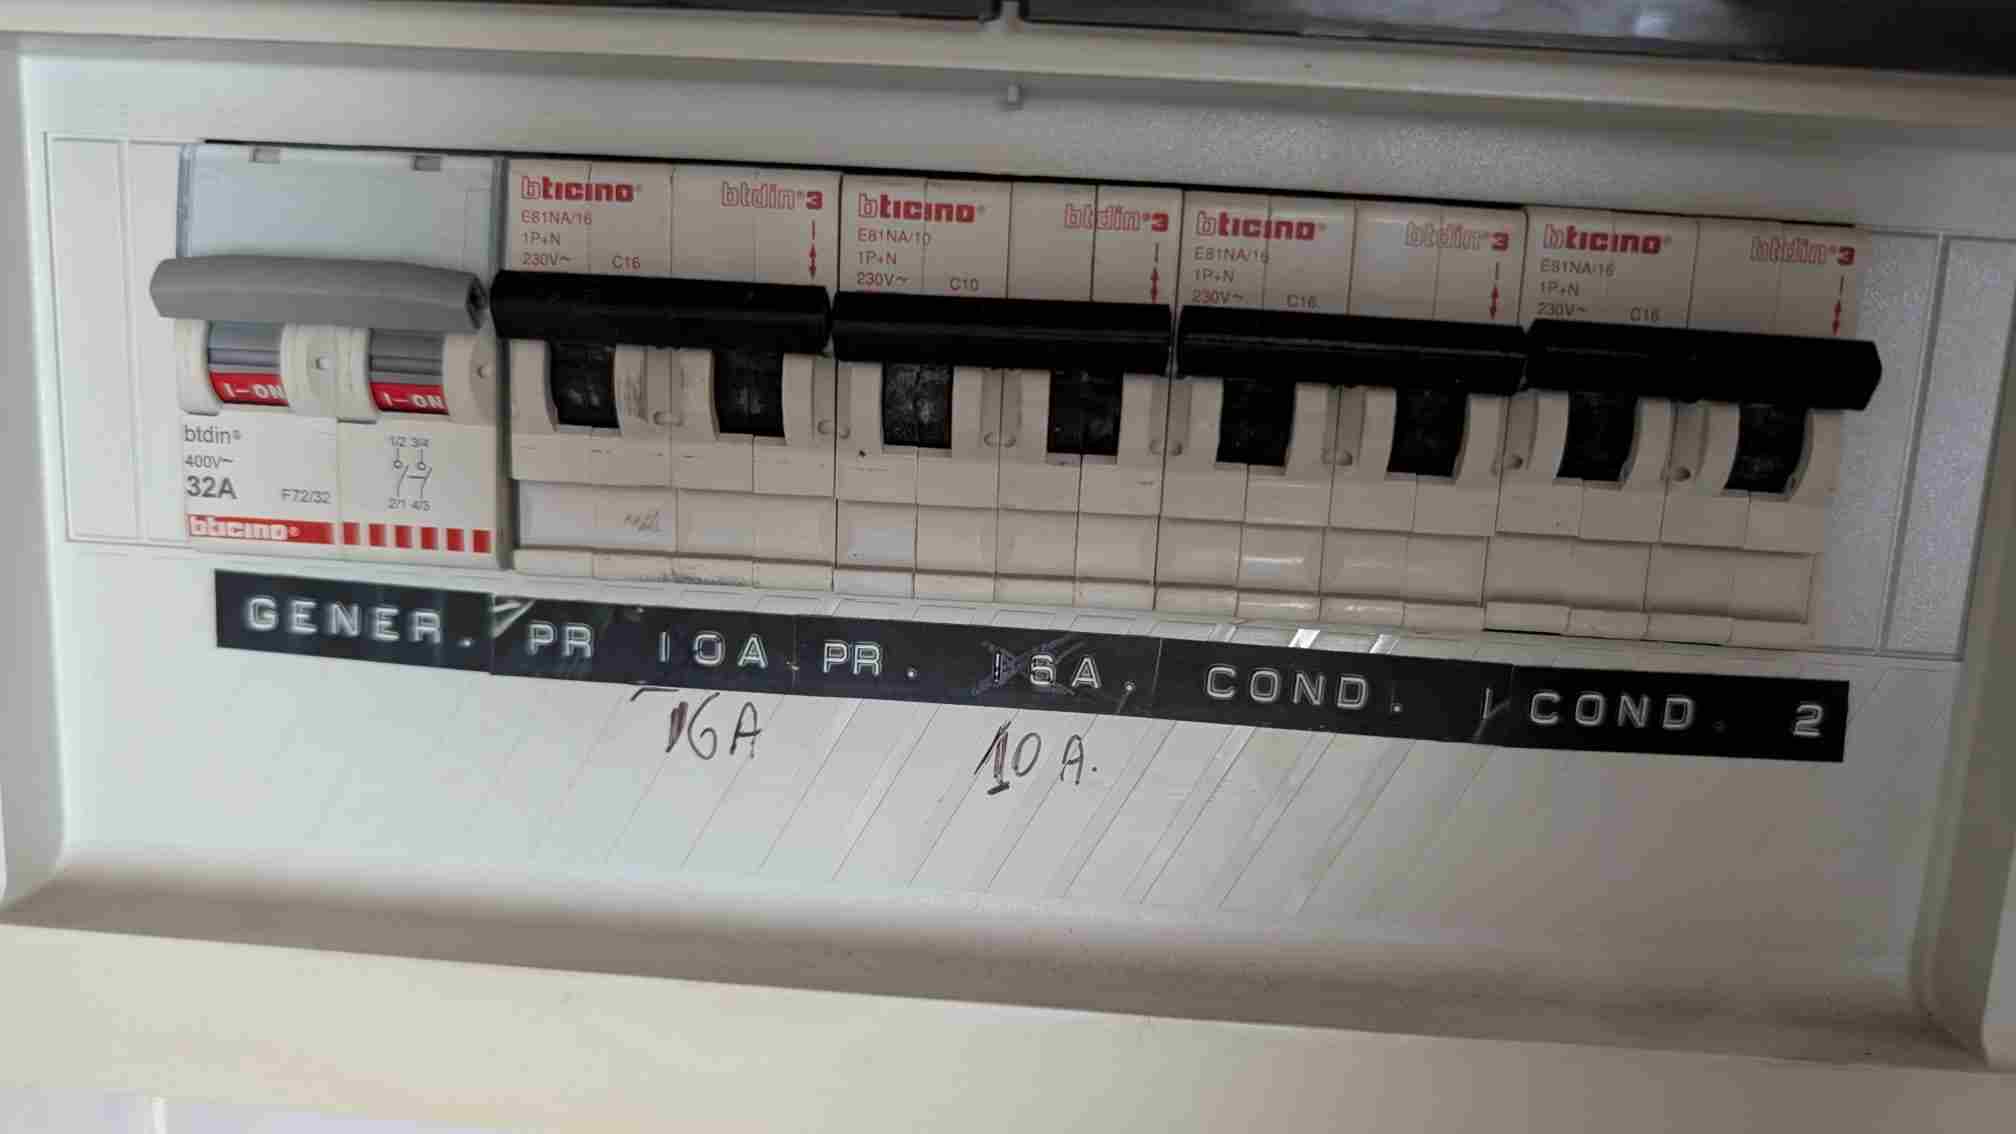 bticino btdin 3
E81NA/16
1P+N
230V~ C16
bticino btdin 3
E81NA/10
1P+N
230V~ C10
bticino btdin 3
E81NA/16
1P+N
230V~ C16
bticino btdin 3
E81NA/16
1P+N
230V~ C16
I-ON I-ON
btdin
400V~
32A F72/32
1/2 3/4
2/1 4/3
bticino
GENER. PR 10A. PR. 16A. COND. 1 COND. 2
16A 10A.